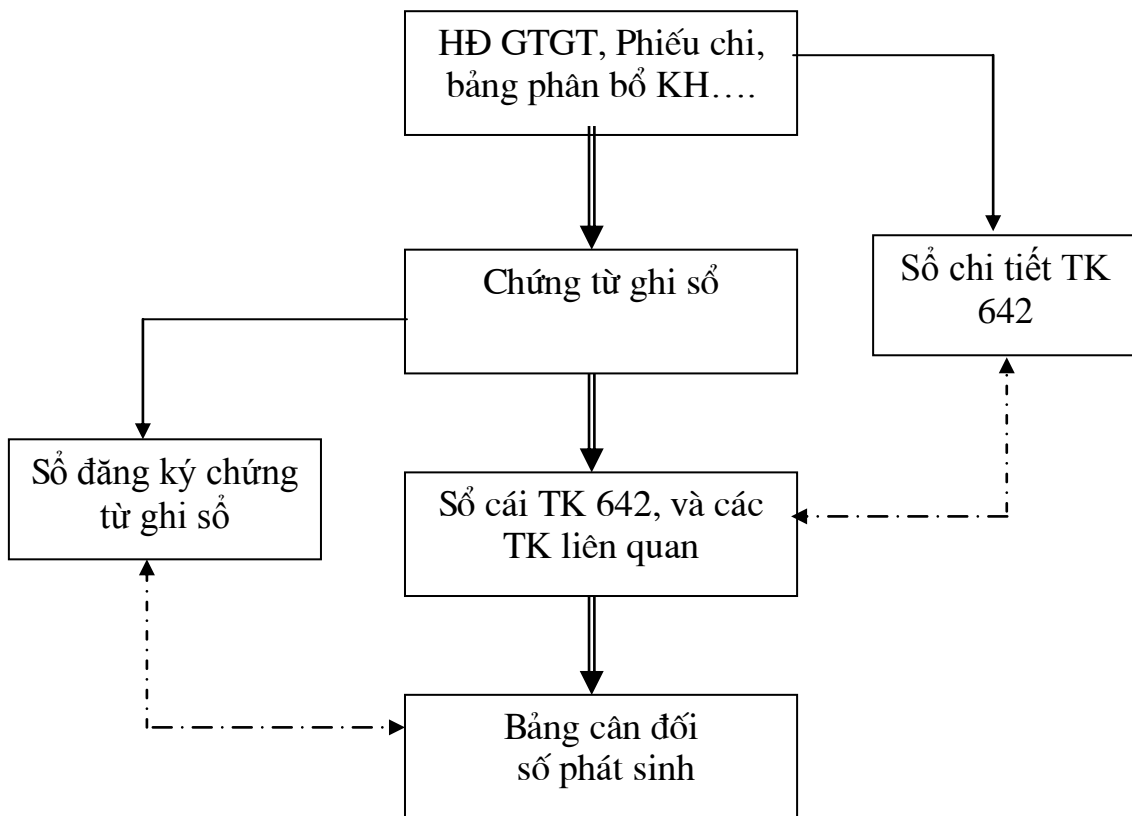 HĐ GTGT, Phiếu chi,
bảng phân bổ KH….
Chứng từ ghi sổ
Sổ chi tiết TK
642
Sổ đăng ký chứng
từ ghi sổ
Sổ cái TK 642, và các
TK liên quan
Bảng cân đối
số phát sinh